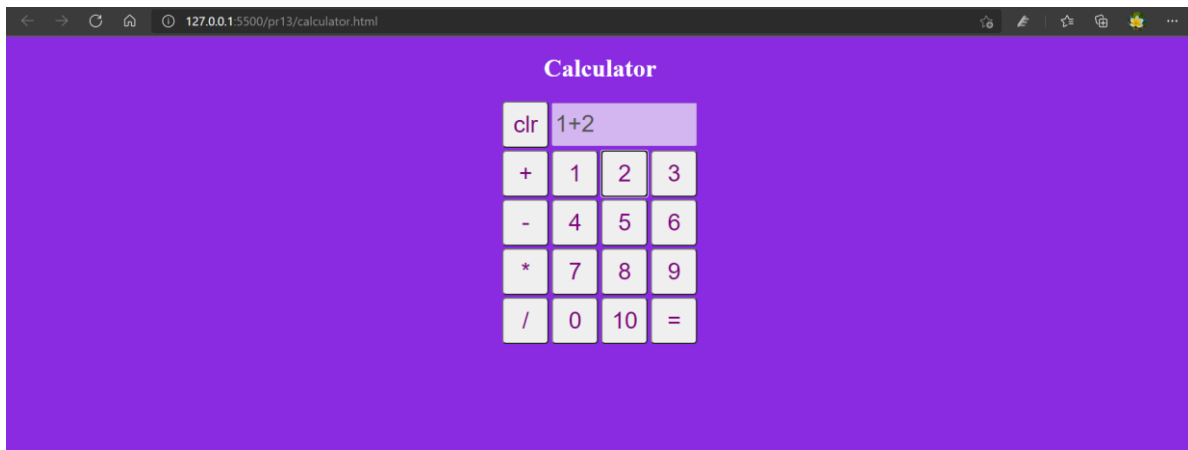 127.0.0.1:5500/pr13/calculator.html
Calculator
clr 1+2
+ 1 2 3
- 4 5 6
* 7 8 9
/ 0 10 =